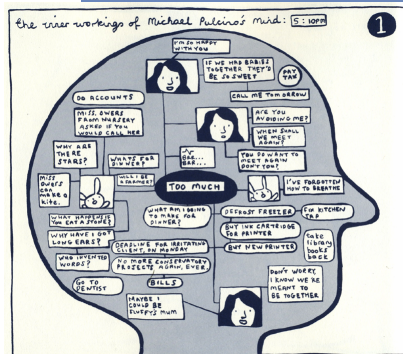 the inner workings of Michael Pulcino's mind: 5:10PM
1
I'M SO HAPPY
WITH YOU
IF WE HAD BABIES
TOGETHER THEY'D
BE SO SWEET
PAY
TAX
DO ACCOUNTS
CALL ME TOMORROW
MISS. OWERS
FROM NURSERY
ASKED IF YOU
WOULD CALL HER
ARE YOU
AVOIDING ME?
WHEN SHALL
WE MEET
AGAIN?
WHY ARE
THERE
STARS?
WHATS FOR
DINNER?
BEE...
BEE...
YOU DO WANT TO
MEET AGAIN
DON'T YOU?
MISS
OWERS
CAN
MAKE A
KITE.
WILL I BE
A FARMER?
TOO MUCH
I'VE FORGOTTEN
HOW TO BREATHE
WHAT HAPPENS IF
YOU EAT A STONE?
WHAT AM I GOING
TO MAKE FOR
DINNER?
DEFROST FREEZER
FIX KITCHEN
TAP
WHY HAVE I GOT
LONG EARS?
BUY INK CARTRIDGE
FOR PRINTER
DEADLINE FOR IRRITATING
CLIENT, ON MONDAY
BUY NEW PRINTER
take
library
books
back
WHO INVENTED
WORDS?
NO MORE CONSERVATORY
PROJECTS AGAIN, EVER.
GO TO
DENTIST
BILLS
DON'T WORRY,
I KNOW WE'RE
MEANT TO
BE TOGETHER
MAYBE I
COULD BE
FLUFFY'S MUM